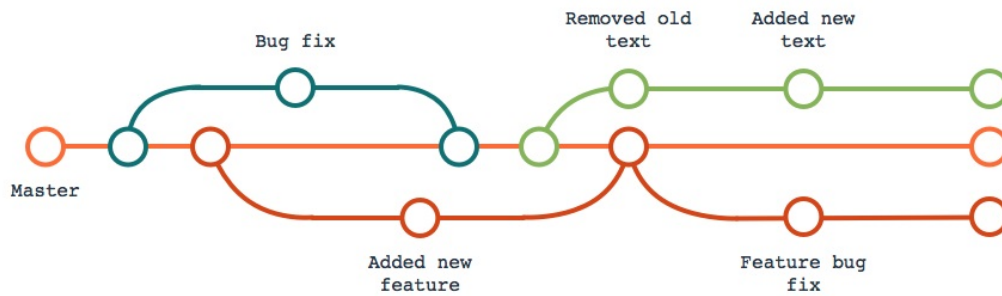 Bug fix
Removed old
text
Added new
text
Master
Added new
feature
Feature bug
fix